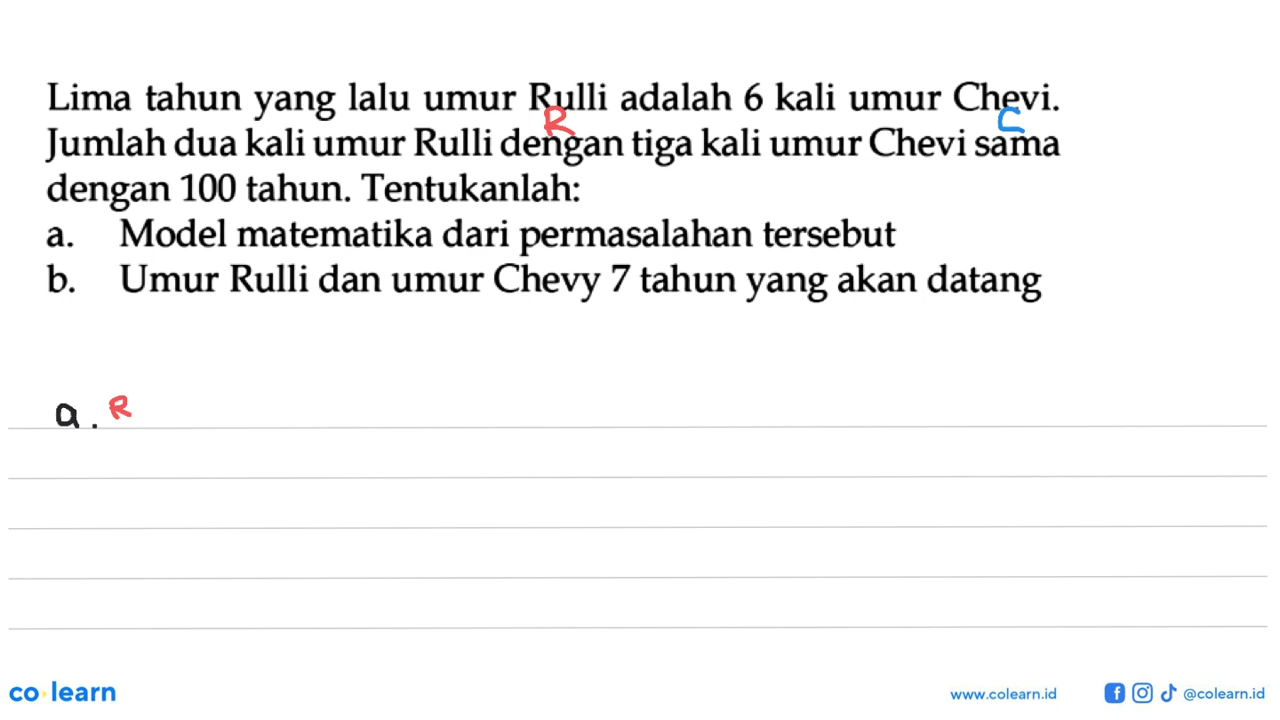 Lima tahun yang lalu umur Rulli adalah 6 kali umur Chevi.
R C
Jumlah dua kali umur Rulli dengan tiga kali umur Chevi sama
dengan 100 tahun. Tentukanlah:
a. Model matematika dari permasalahan tersebut
b. Umur Rulli dan umur Chevy 7 tahun yang akan datang
a. R
co learn
www.colearn.id @colearn.id